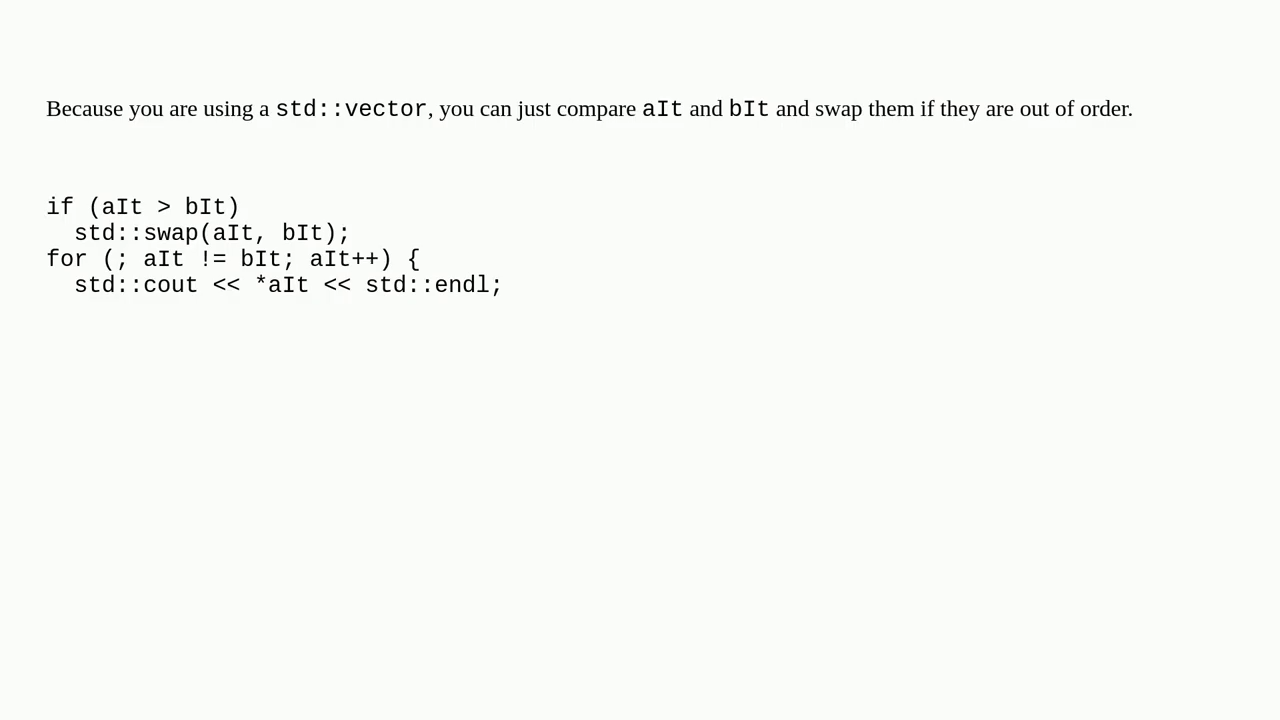 Because you are using a std::vector, you can just compare aIt and bIt and swap them if they are out of order.
if (aIt > bIt)
  std::swap(aIt, bIt);
for (; aIt != bIt; aIt++) {
  std::cout << *aIt << std::endl;